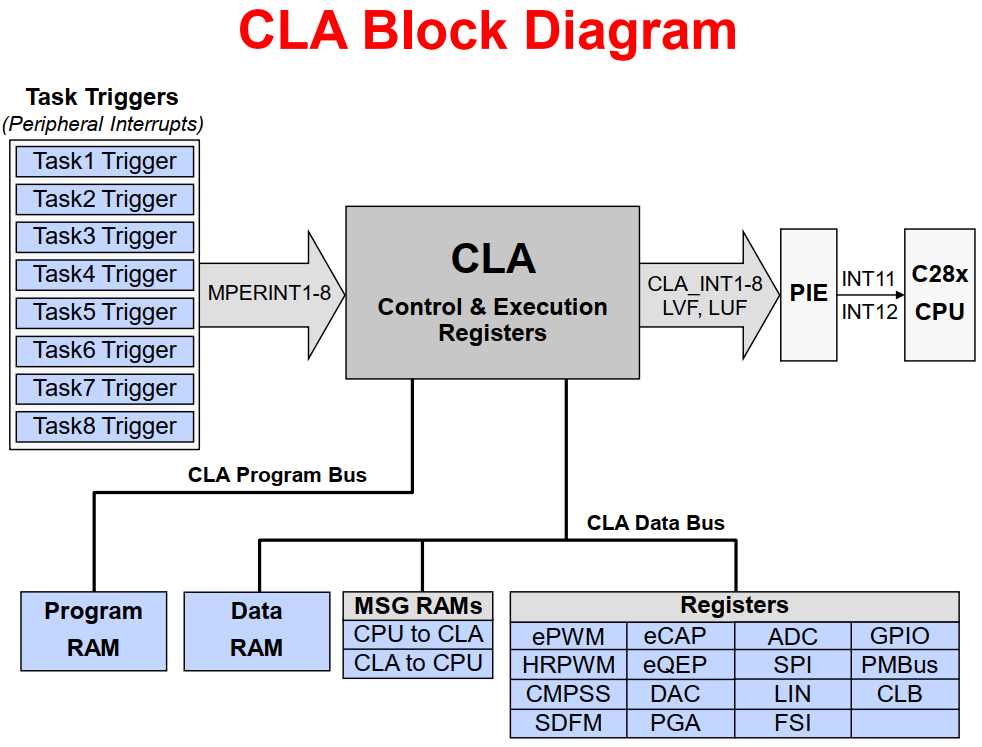 CLA Block Diagram
Task Triggers
(Peripheral Interrupts)
Task1 Trigger
Task2 Trigger
Task3 Trigger
Task4 Trigger
Task5 Trigger
Task6 Trigger
Task7 Trigger
Task8 Trigger
MPERINT1-8
CLA
Control & Execution
Registers
CLA_INT1-8
LVF, LUF
PIE
INT11
INT12
C28x
CPU
CLA Program Bus
CLA Data Bus
Program
RAM
Data
RAM
MSG RAMs
CPU to CLA
CLA to CPU
Registers
ePWM eCAP ADC GPIO
HRPWM eQEP SPI PMBus
CMPSS DAC LIN CLB
SDFM PGA FSI